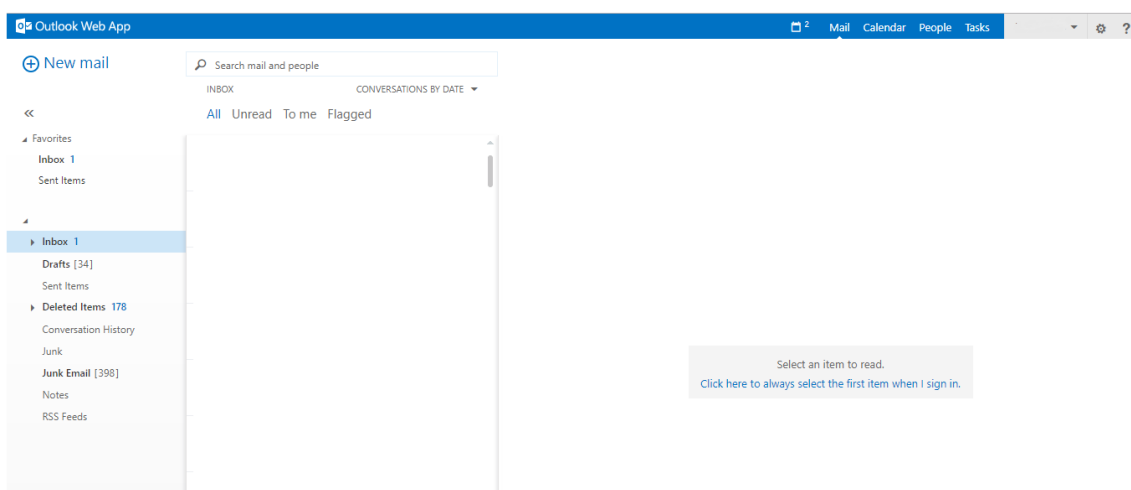 Outlook Web App
2 Mail Calendar People Tasks ?
New mail
Search mail and people
INBOX CONVERSATIONS BY DATE
All Unread To me Flagged
«
Favorites
Inbox 1
Sent Items
Inbox 1
Drafts [34]
Sent Items
Deleted Items 178
Conversation History
Junk
Junk Email [398]
Notes
RSS Feeds
Select an item to read.
Click here to always select the first item when I sign in.